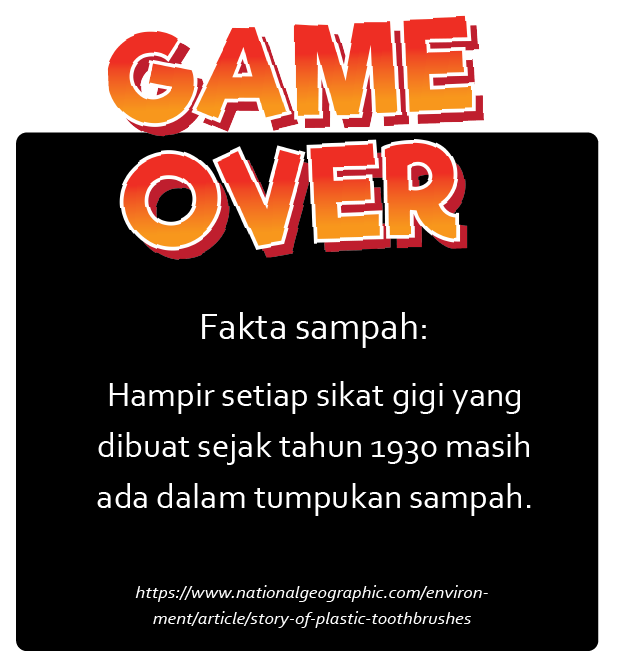 GAME
OVER
Fakta sampah:
Hampir setiap sikat gigi yang
dibuat sejak tahun 1930 masih
ada dalam tumpukan sampah.
https://www.nationalgeographic.com/environ-
ment/article/story-of-plastic-toothbrushes